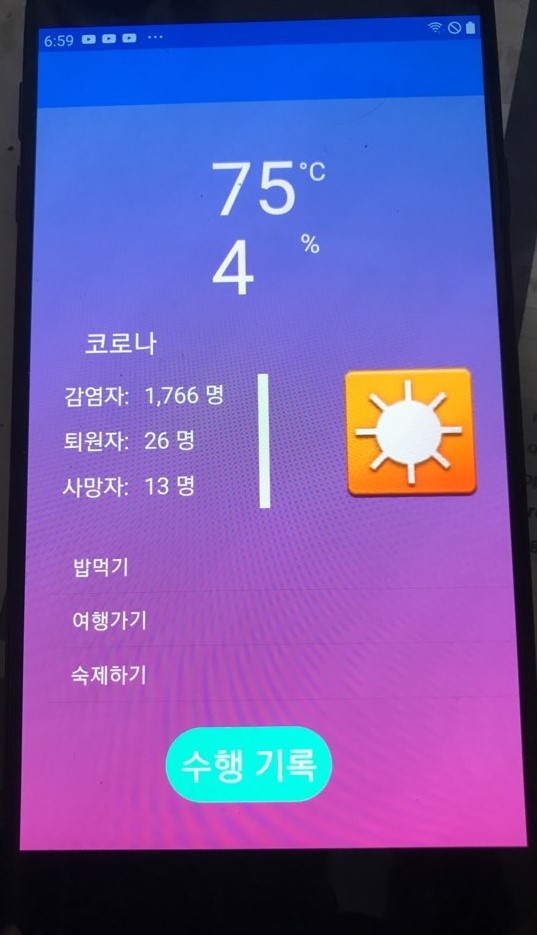 6:59 ...
75 °C
4 %
코로나
감염자: 1,766 명
퇴원자: 26 명
사망자: 13 명
밥먹기
여행가기
숙제하기
수행 기록